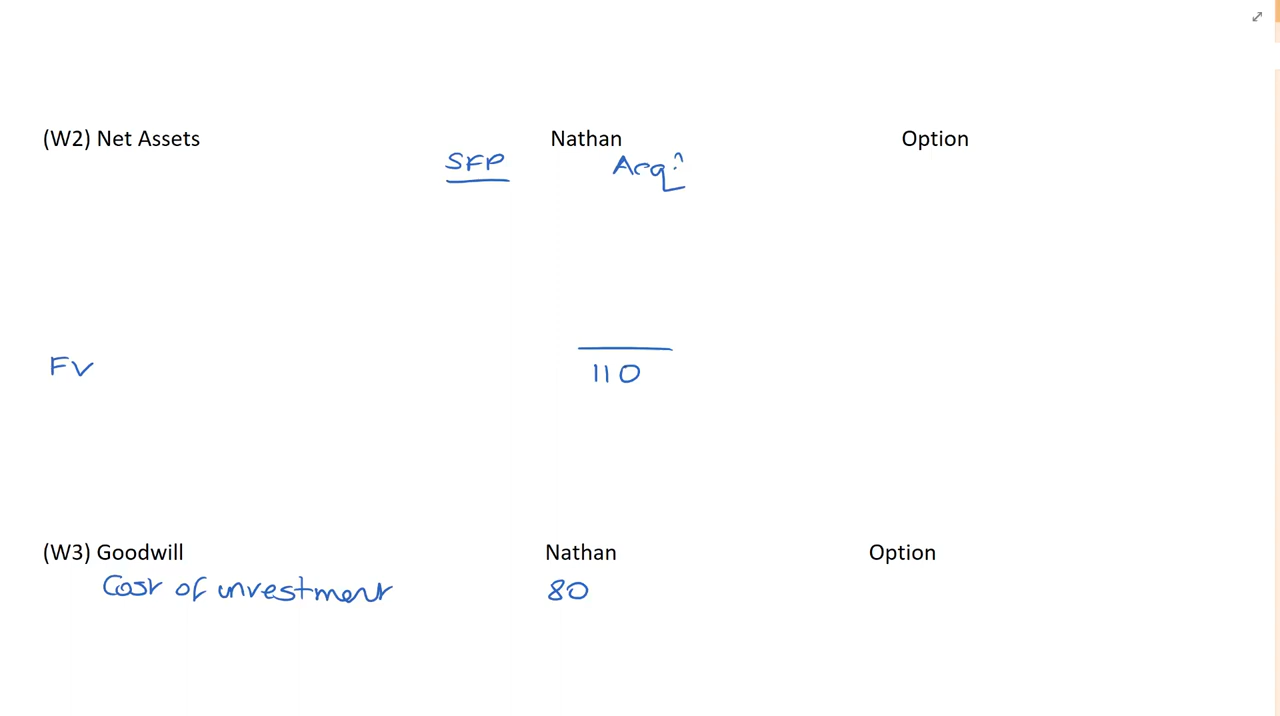 (W2) Net Assets Nathan Option
SFP Acq?
FV 110
(W3) Goodwill Nathan Option
Cost of investment 80